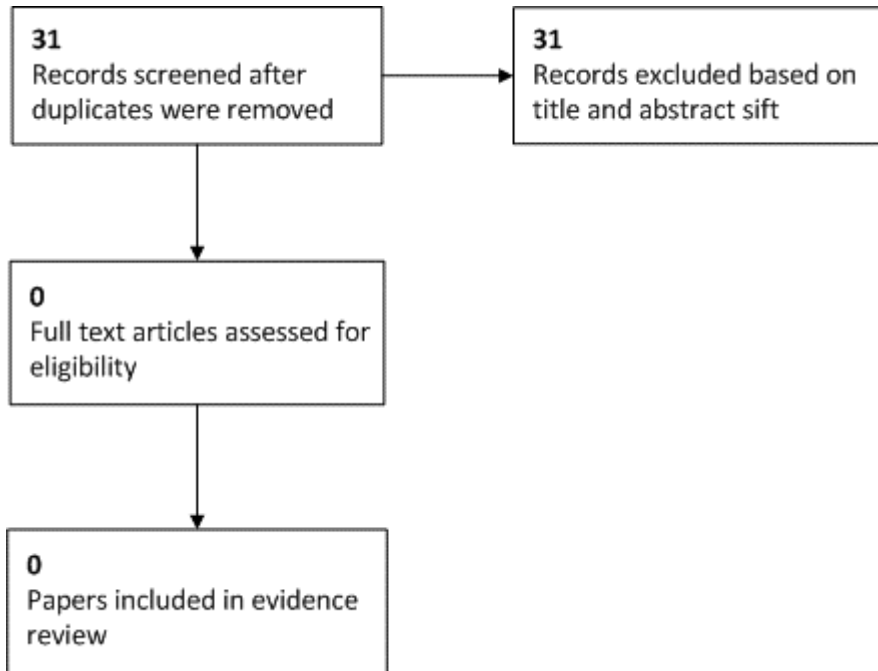 31
Records screened after
duplicates were removed
31
Records excluded based on
title and abstract sift
0
Full text articles assessed for
eligibility
0
Papers included in evidence
review